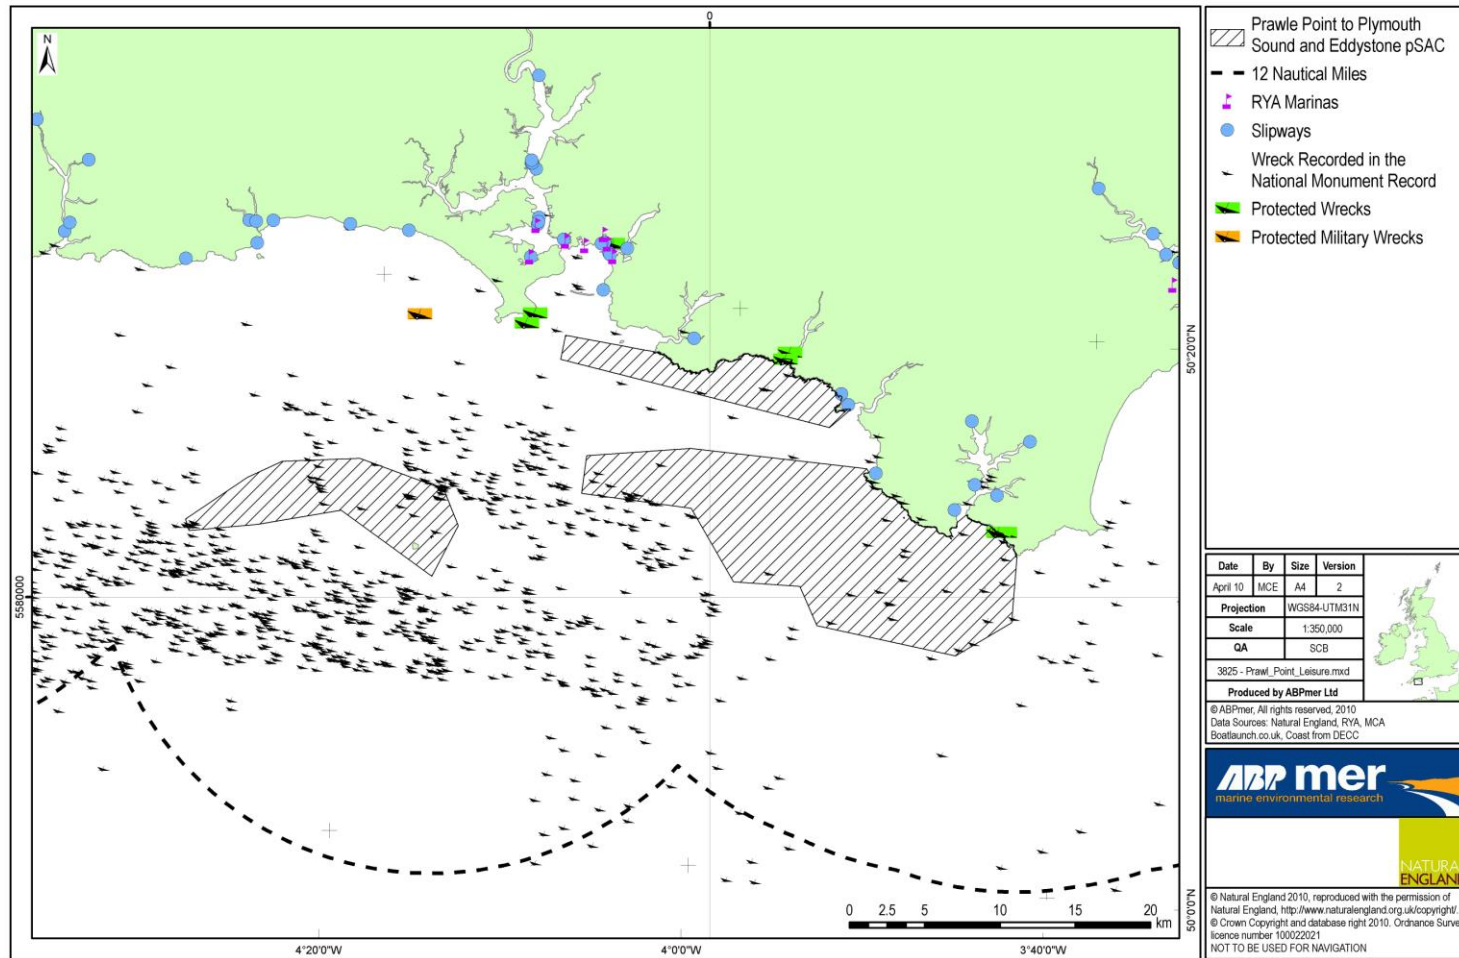 0
N
Prawle Point to Plymouth
Sound and Eddystone pSAC
12 Nautical Miles
RYA Marinas
Slipways
Wreck Recorded in the
National Monument Record
Protected Wrecks
Protected Military Wrecks
50°20'0"N
5580000
50°0'0"N
0 2.5 5 10 15 20
km
4°20'0"W 4°0'0"W 3°40'0"W
Date By Size Version
April 10 MCE A4 2
Projection WGS84-UTM31N
Scale 1:350,000
QA SCB
3825 - Prawl_Point_Leisure.mxd
Produced by ABPmer Ltd
© ABPmer, All rights reserved, 2010
Data Sources: Natural England, RYA, MCA
Boatlaunch.co.uk, Coast from DECC
ABP mer
marine environmental research
NATURAL
ENGLAND
© Natural England 2010, reproduced with the permission of
Natural England, http://www.naturalengland.org.uk/copyright/.
© Crown Copyright and database right 2010. Ordnance Surve
licence number 100022021
NOT TO BE USED FOR NAVIGATION